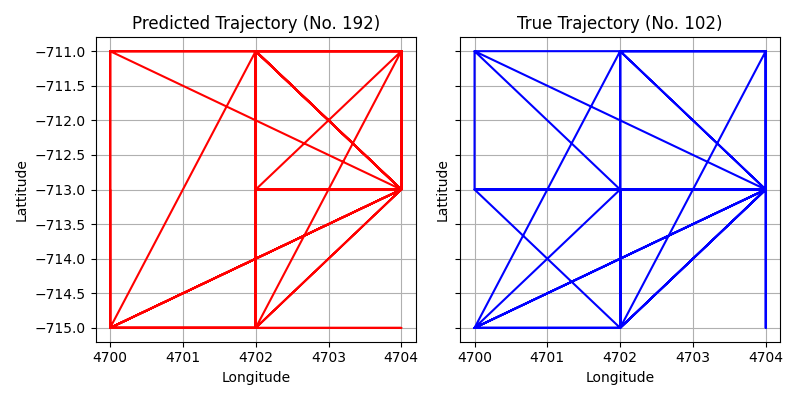 Predicted Trajectory (No. 192)
True Trajectory (No. 102)
−711.0
−711.5
−712.0
−712.5
−713.0
−713.5
−714.0
−714.5
−715.0
Lattitude
Lattitude
4700 4701 4702 4703 4704
4700 4701 4702 4703 4704
Longitude
Longitude